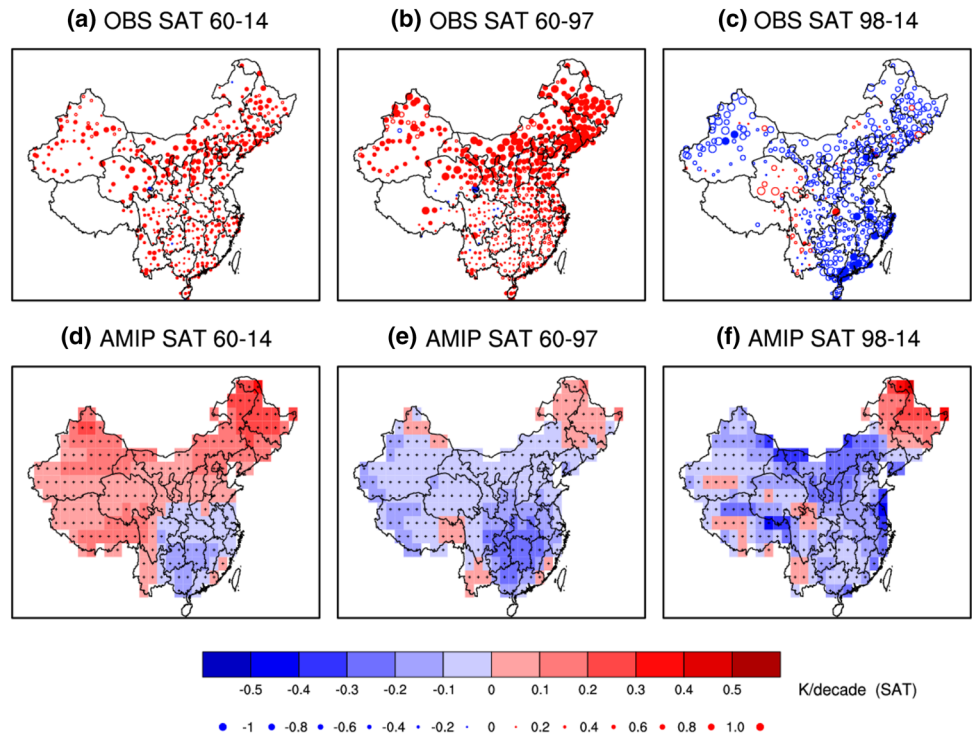 (a) OBS SAT 60-14
(b) OBS SAT 60-97
(c) OBS SAT 98-14
(d) AMIP SAT 60-14
(e) AMIP SAT 60-97
(f) AMIP SAT 98-14
-0.5 -0.4 -0.3 -0.2 -0.1 0 0.1 0.2 0.3 0.4 0.5 K/decade (SAT)
-1 -0.8 -0.6 -0.4 -0.2 0 0.2 0.4 0.6 0.8 1.0